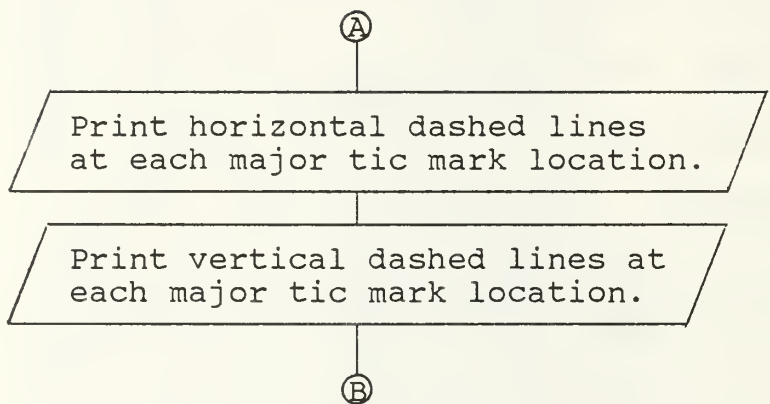 A
Print horizontal dashed lines
at each major tic mark location.
Print vertical dashed lines at
each major tic mark location.
B